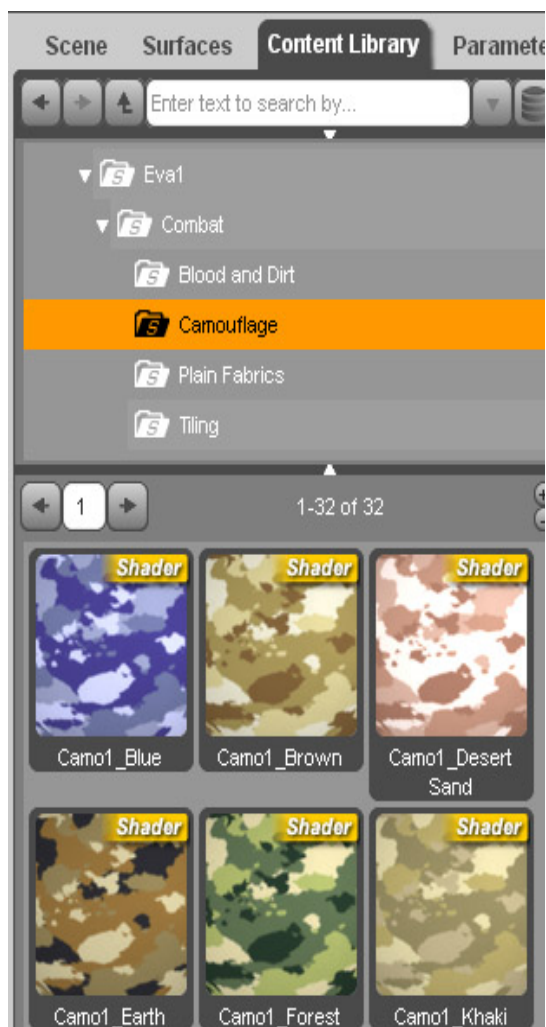 Scene Surfaces Content Library Paramete
Enter text to search by...
Eva1
Combat
Blood and Dirt
Camouflage
Plain Fabrics
Tiling
1 1-32 of 32
Shader Shader Shader
Camo1_Blue Camo1_Brown Camo1_Desert
Sand
Shader Shader Shader
Camo1_Earth Camo1_Forest Camo1_Khaki